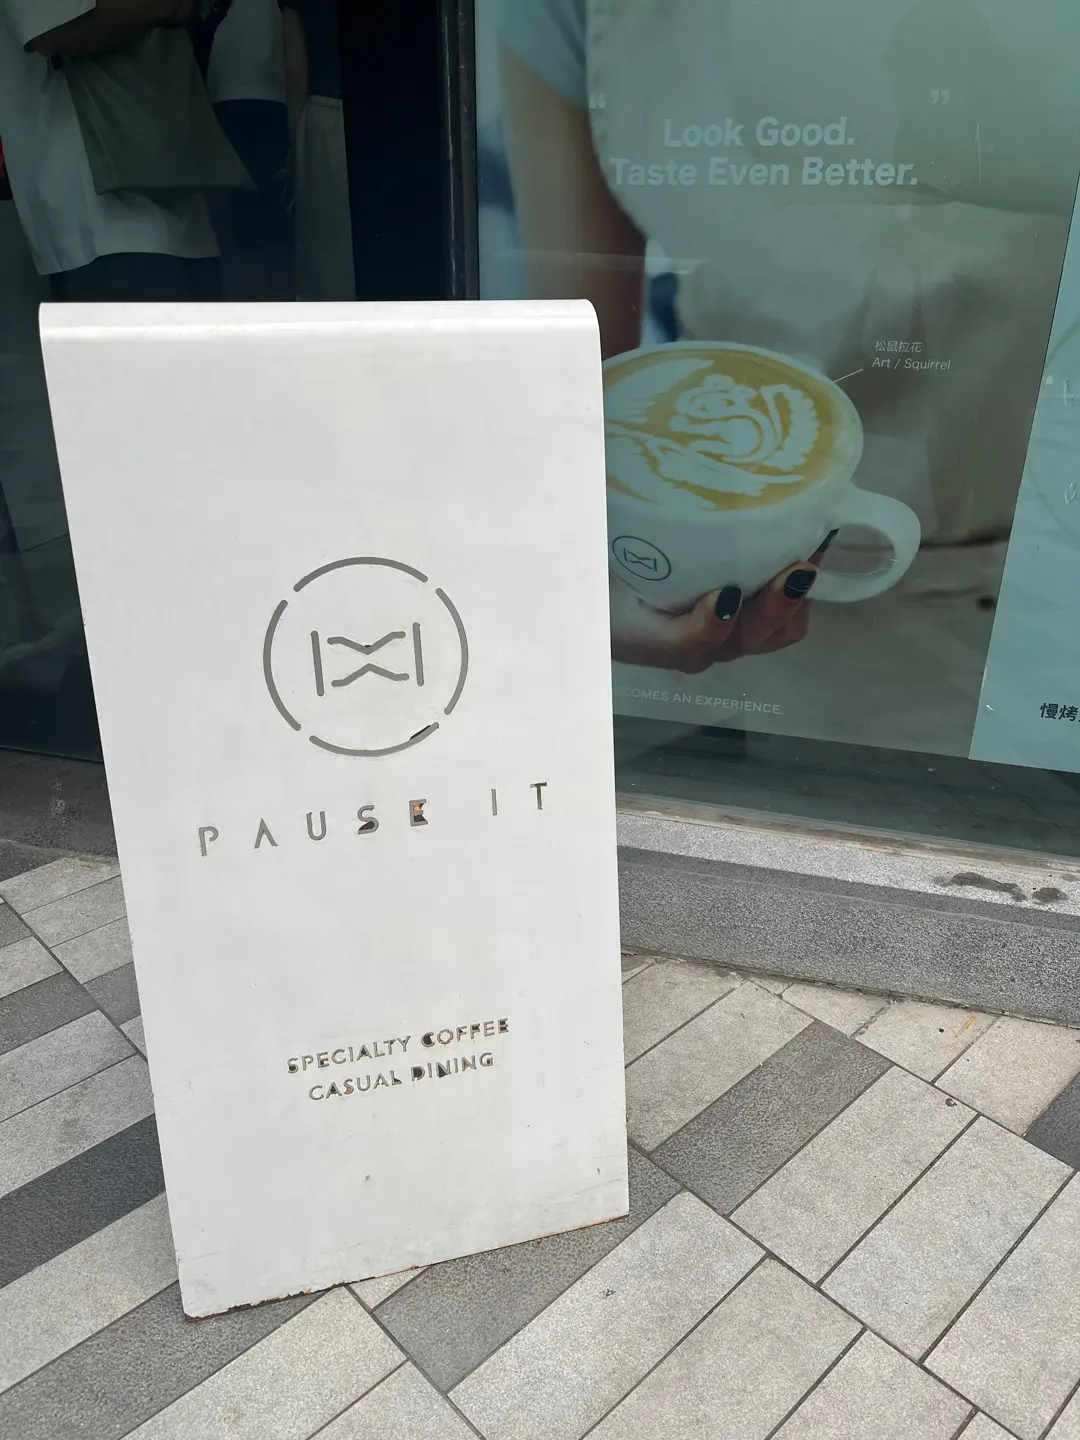 “ ”
Look Good.
Taste Even Better.
松鼠拉花
Art / Squirrel
AN EXPERIENCE.
慢烤
PAUSE IT
SPECIALTY COFFEE
CASUAL DINING